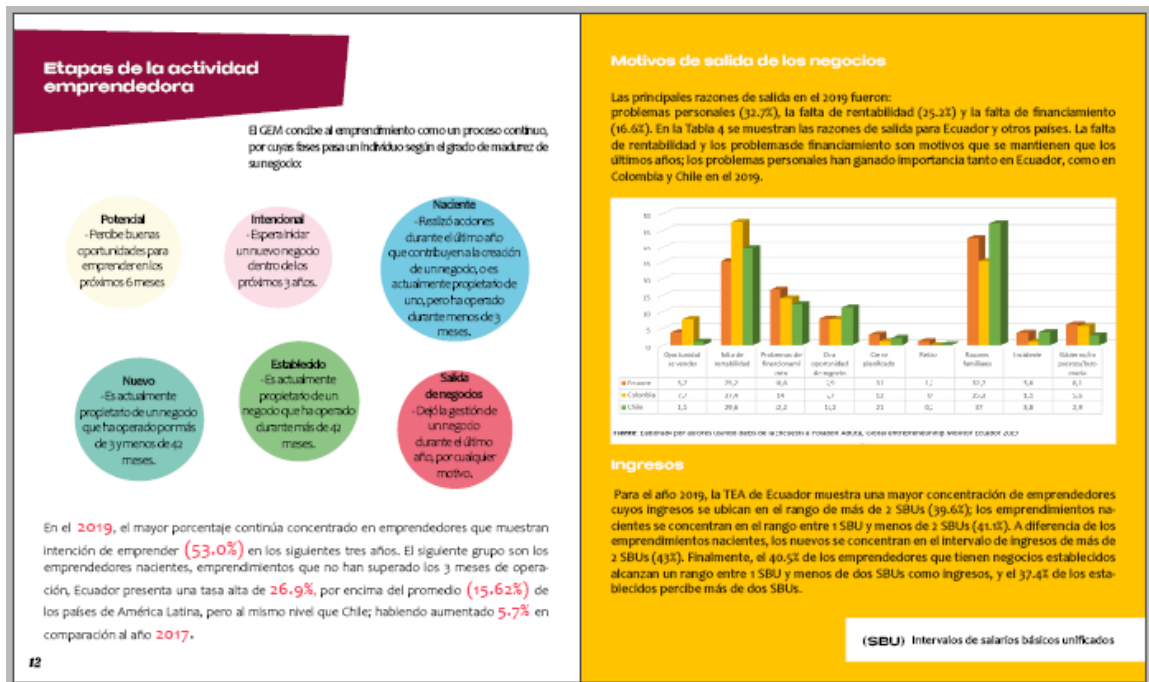 Etapas de la actividad
emprendedora
El GEM concibe al emprendimiento como un proceso continuo,
por cuyas fases pasa un individuo según el grado de madurez de
su negocio:
Potencial
-Percibe buenas
oportunidades para
emprender en los
próximos 6 meses
Intencional
-Espera iniciar
un nuevo negocio
dentro de los
próximos 3 años.
Naciente
-Realizó acciones
durante el último año
que contribuyen a la creación
de un negocio, o es
actualmente propietario de
uno, pero ha operado
durante menos de 3
meses.
Nuevo
-Es actualmente
propietario de un negocio
que ha operado por más
de 3 y menos de 42
meses.
Establecido
-Es actualmente
propietario de un
negocio que ha operado
durante más de 42
meses.
Salida
de negocios
-Dejó la gestión de
un negocio
durante el último
año, por cualquier
motivo.
En el 2019, el mayor porcentaje continúa concentrado en emprendedores que muestran
intención de emprender (53.0%) en los siguientes tres años. El siguiente grupo son los
emprendedores nacientes, emprendimientos que no han superado los 3 meses de opera-
ción, Ecuador presenta una tasa alta de 26.9%, por encima del promedio (15.62%) de
los países de América Latina, pero al mismo nivel que Chile; habiendo aumentado 5.7% en
comparación al año 2017.
12
Motivos de salida de los negocios
Las principales razones de salida en el 2019 fueron:
problemas personales (32.7%), la falta de rentabilidad (25.2%) y la falta de financiamiento
(16.6%). En la Tabla 4 se muestran las razones de salida para Ecuador y otros países. La falta
de rentabilidad y los problemasde financiamiento son motivos que se mantienen que los
últimos años; los problemas personales han ganado importancia tanto en Ecuador, como en
Colombia y Chile en el 2019.
Oportunidad falta de Problemas de Otra Cierre Retiro Razones Incidente
se vender rentabilidad oportunidad planificado familiares
de negocio
Colombia
Chile
Ingresos
Para el año 2019, la TEA de Ecuador muestra una mayor concentración de emprendedores
cuyos ingresos se ubican en el rango de más de 2 SBUs (39.6%); los emprendimientos na-
cientes se concentran en el rango entre 1 SBU y menos de 2 SBUs (41.1%). A diferencia de los
emprendimientos nacientes, los nuevos se concentran en el intervalo de ingresos de más de
2 SBUs (43%). Finalmente, el 40.5% de los emprendedores que tienen negocios establecidos
alcanzan un rango entre 1 SBU y menos de dos SBUs como ingresos, y el 37.4% de los esta-
blecidos percibe más de dos SBUs.
(SBU) Intervalos de salarios básicos unificados